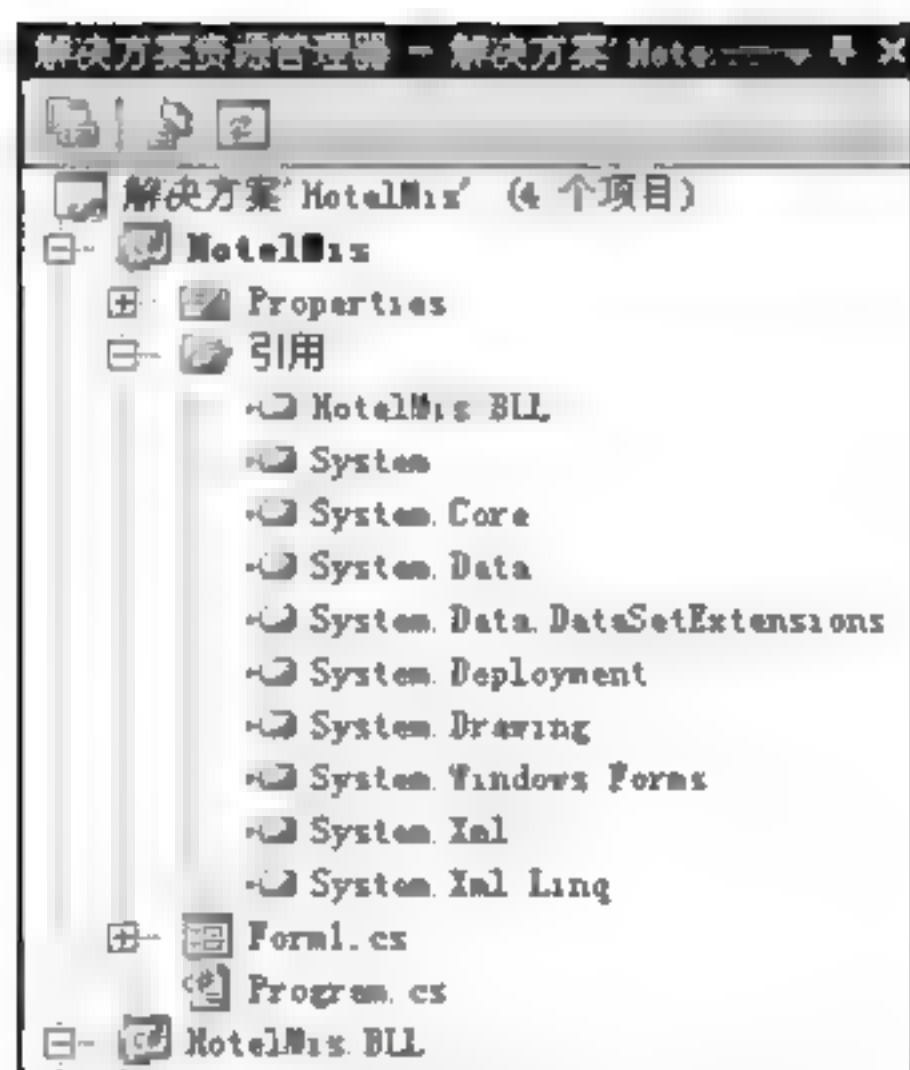 解决方案资源管理器 - 解决方案'Hote...
解决方案'HotelMis' (4 个项目)
HotelMis
Properties
引用
HotelMis.BLL
System
System.Core
System.Data
System.Data.DataSetExtensions
System.Deployment
System.Drawing
System.Windows.Forms
System.Xml
System.Xml.Linq
Form1.cs
Program.cs
HotelMis.BLL